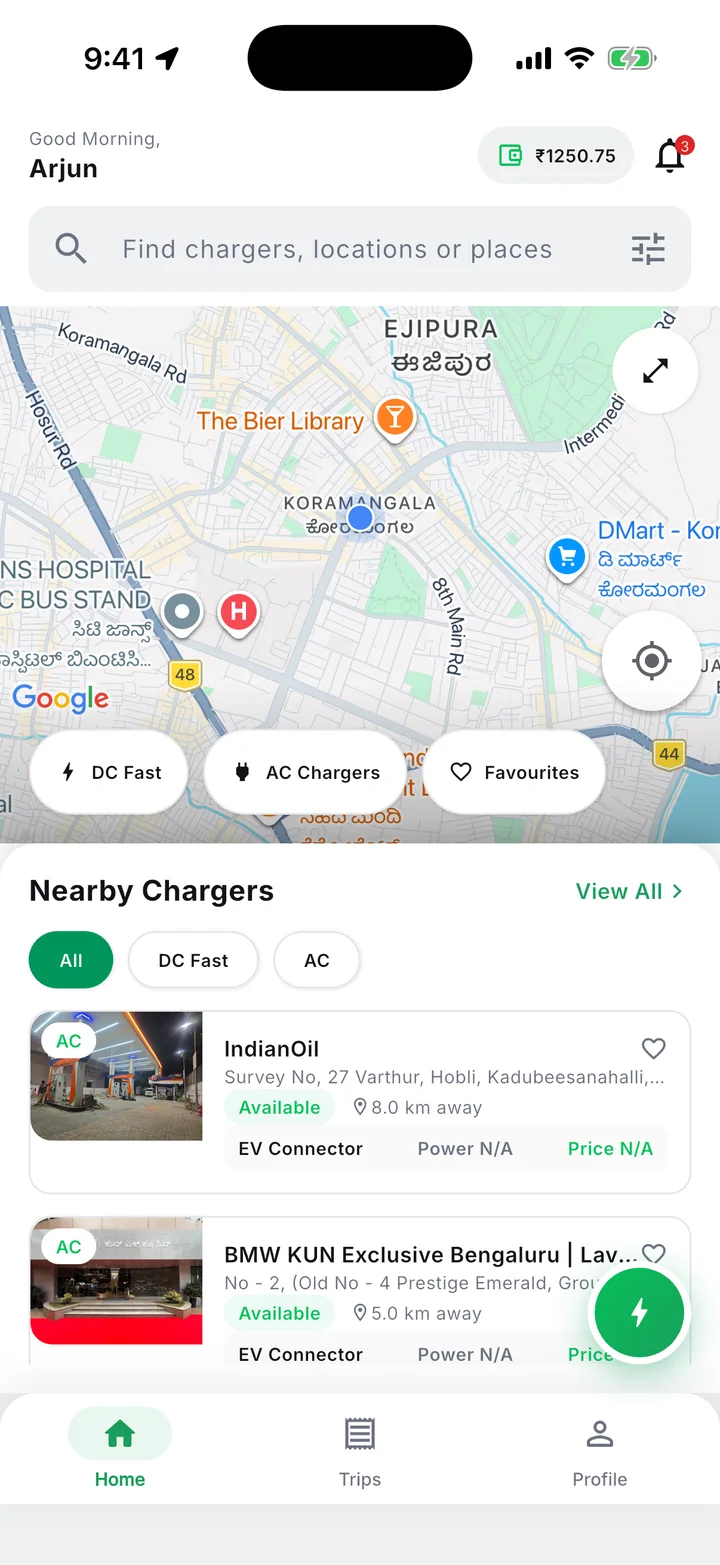 9:41
Good Morning,
Arjun
₹1250.75
3
Find chargers, locations or places
EJIPURA
ಈಜಿಪುರ
Koramangala Rd
Hosur Rd
The Bier Library
Intermedi
Rd
KORAMANGALA
DMart - Kor
ಡಿ ಮಾರ್ಟ್
ಕೋರಮಂಗಲ
NS HOSPITAL
C BUS STAND
ಸಿಟಿ ಜಾನ್ಸ್
H
8th Main Rd
48
Google
44
DC Fast
AC Chargers
Favourites
al
Nearby Chargers
View All
All
DC Fast
AC
AC
IndianOil
Survey No, 27 Varthur, Hobli, Kadubeesanahalli,...
Available
8.0 km away
EV Connector
Power N/A
Price N/A
AC
BMW KUN Exclusive Bengaluru | Lav...
No - 2, (Old No - 4 Prestige Emerald, Grou
Available
5.0 km away
EV Connector
Power N/A
Price
Home
Trips
Profile